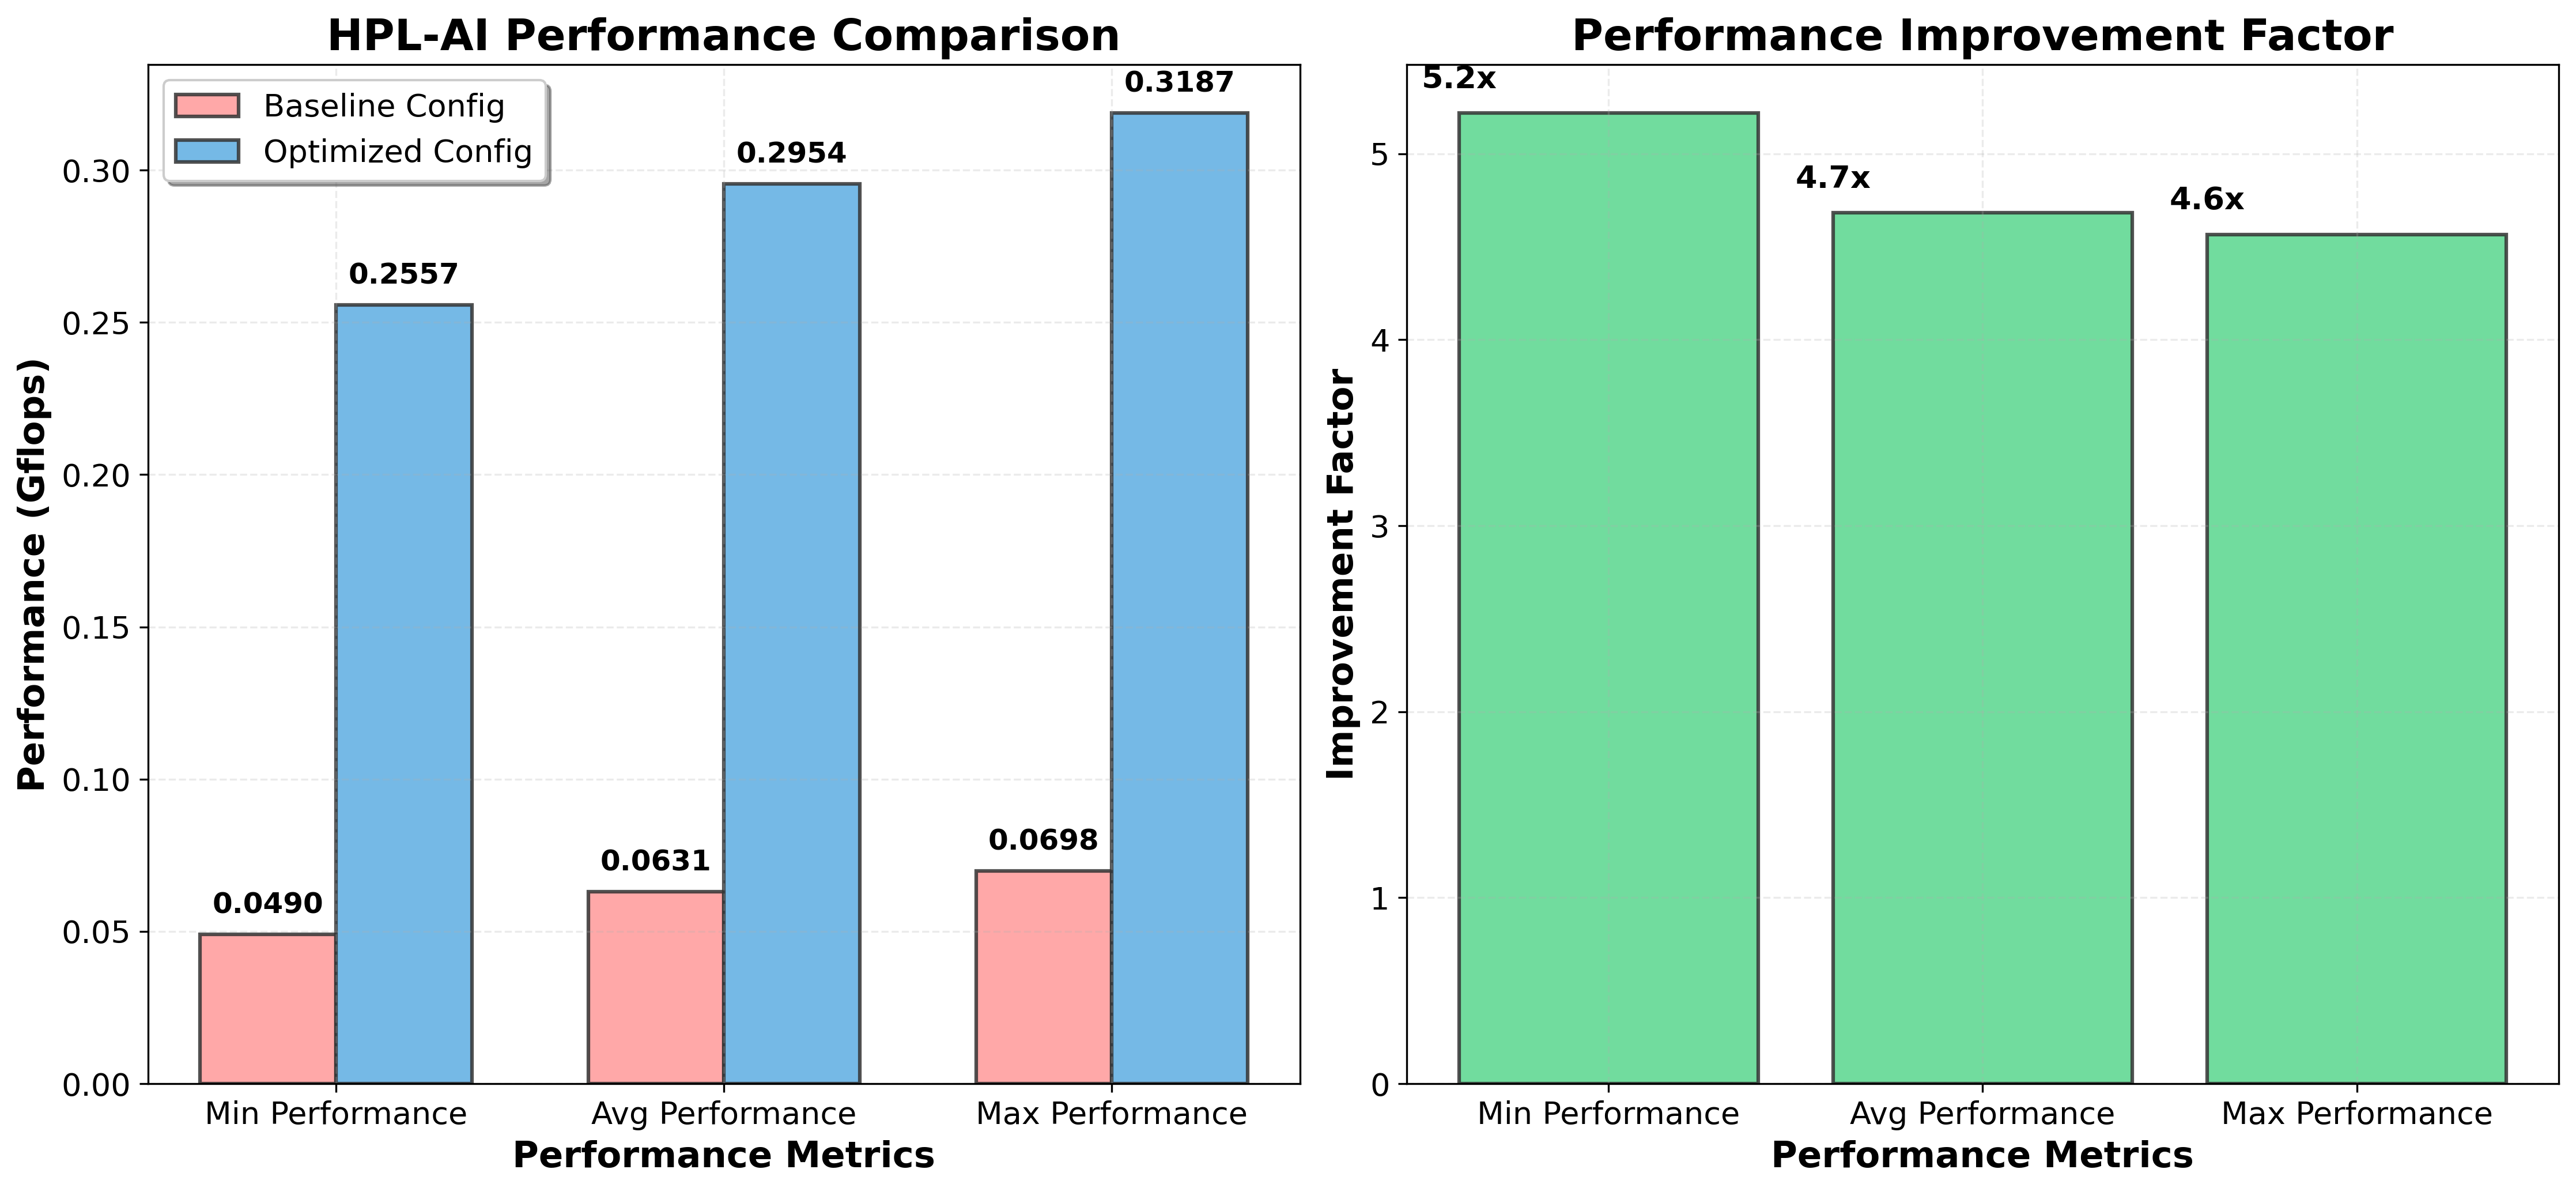 HPL-AI Performance Comparison
Baseline Config
Optimized Config
Performance (Gflops)
0.30
0.25
0.20
0.15
0.10
0.05
0.00
0.0490
0.2557
0.0631
0.2954
0.0698
0.3187
Min Performance
Avg Performance
Max Performance
Performance Metrics
Performance Improvement Factor
Improvement Factor
5
4
3
2
1
0
5.2x
4.7x
4.6x
Min Performance
Avg Performance
Max Performance
Performance Metrics